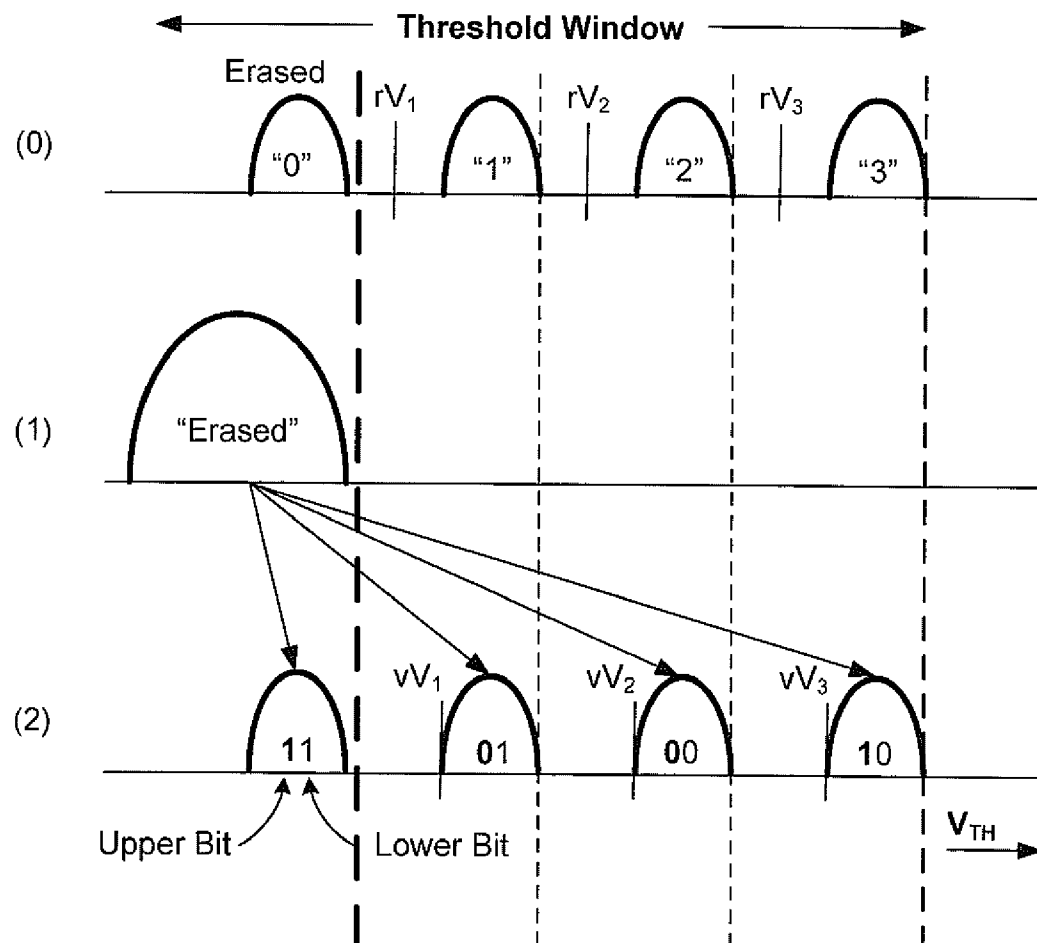 Threshold Window
Erased
rV1
rV2
rV3
(0)
“0”
“1”
“2”
“3”
(1)
“Erased”
(2)
vV1
vV2
vV3
11
01
00
10
Upper Bit
Lower Bit
VTH